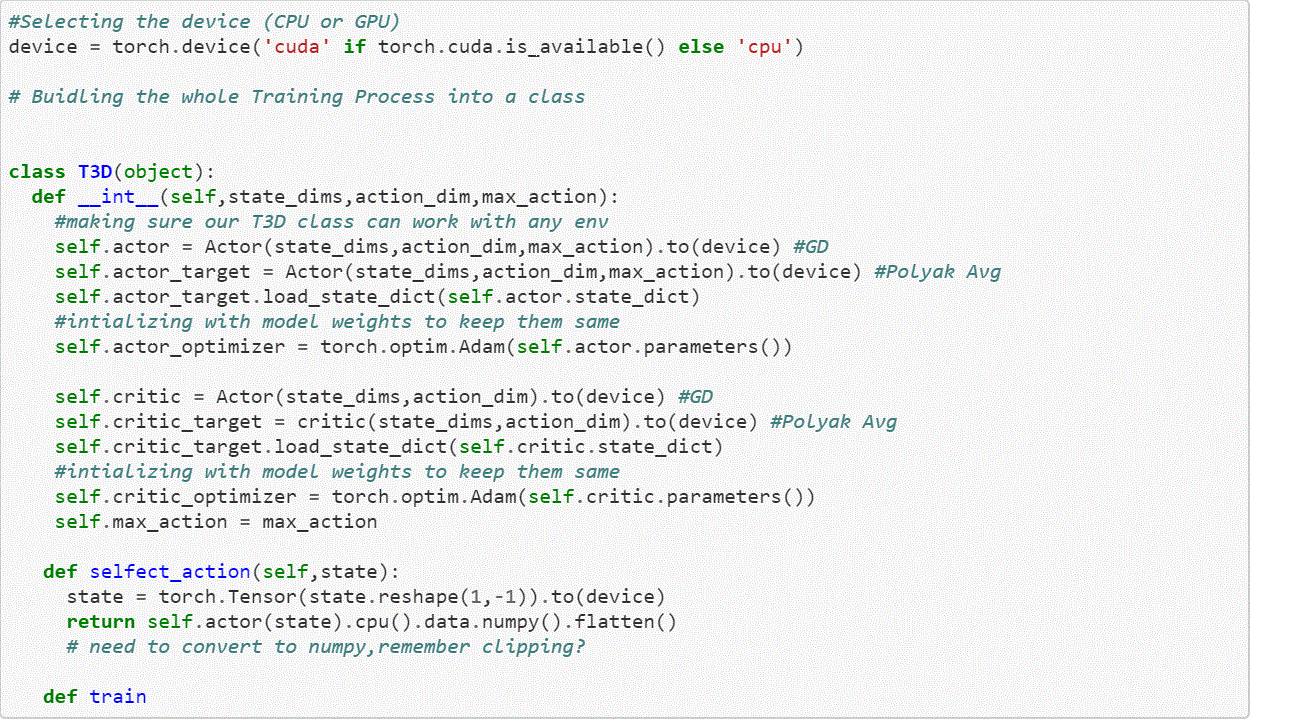 #Selecting the device (CPU or GPU)
device = torch.device('cuda' if torch.cuda.is_available() else 'cpu')
# Buidling the whole Training Process into a class
class T3D(object):
def __int__(self,state_dims,action_dim,max_action):
#making sure our T3D class can work with any env
self.actor = Actor(state_dims,action_dim,max_action).to(device) #GD
self.actor_target = Actor(state_dims,action_dim,max_action).to(device) #Polyak Avg
self.actor_target.load_state_dict(self.actor.state_dict)
#intializing with model weights to keep them same
self.actor_optimizer = torch.optim.Adam(self.actor.parameters())
self.critic = Actor(state_dims,action_dim).to(device) #GD
self.critic_target = critic(state_dims,action_dim).to(device) #Polyak Avg
self.critic_target.load_state_dict(self.critic.state_dict)
#intializing with model weights to keep them same
self.critic_optimizer = torch.optim.Adam(self.critic.parameters())
self.max_action = max_action
def selfect_action(self,state):
state = torch.Tensor(state.reshape(1,-1)).to(device)
return self.actor(state).cpu().data.numpy().flatten()
# need to convert to numpy,remember clipping?
def train